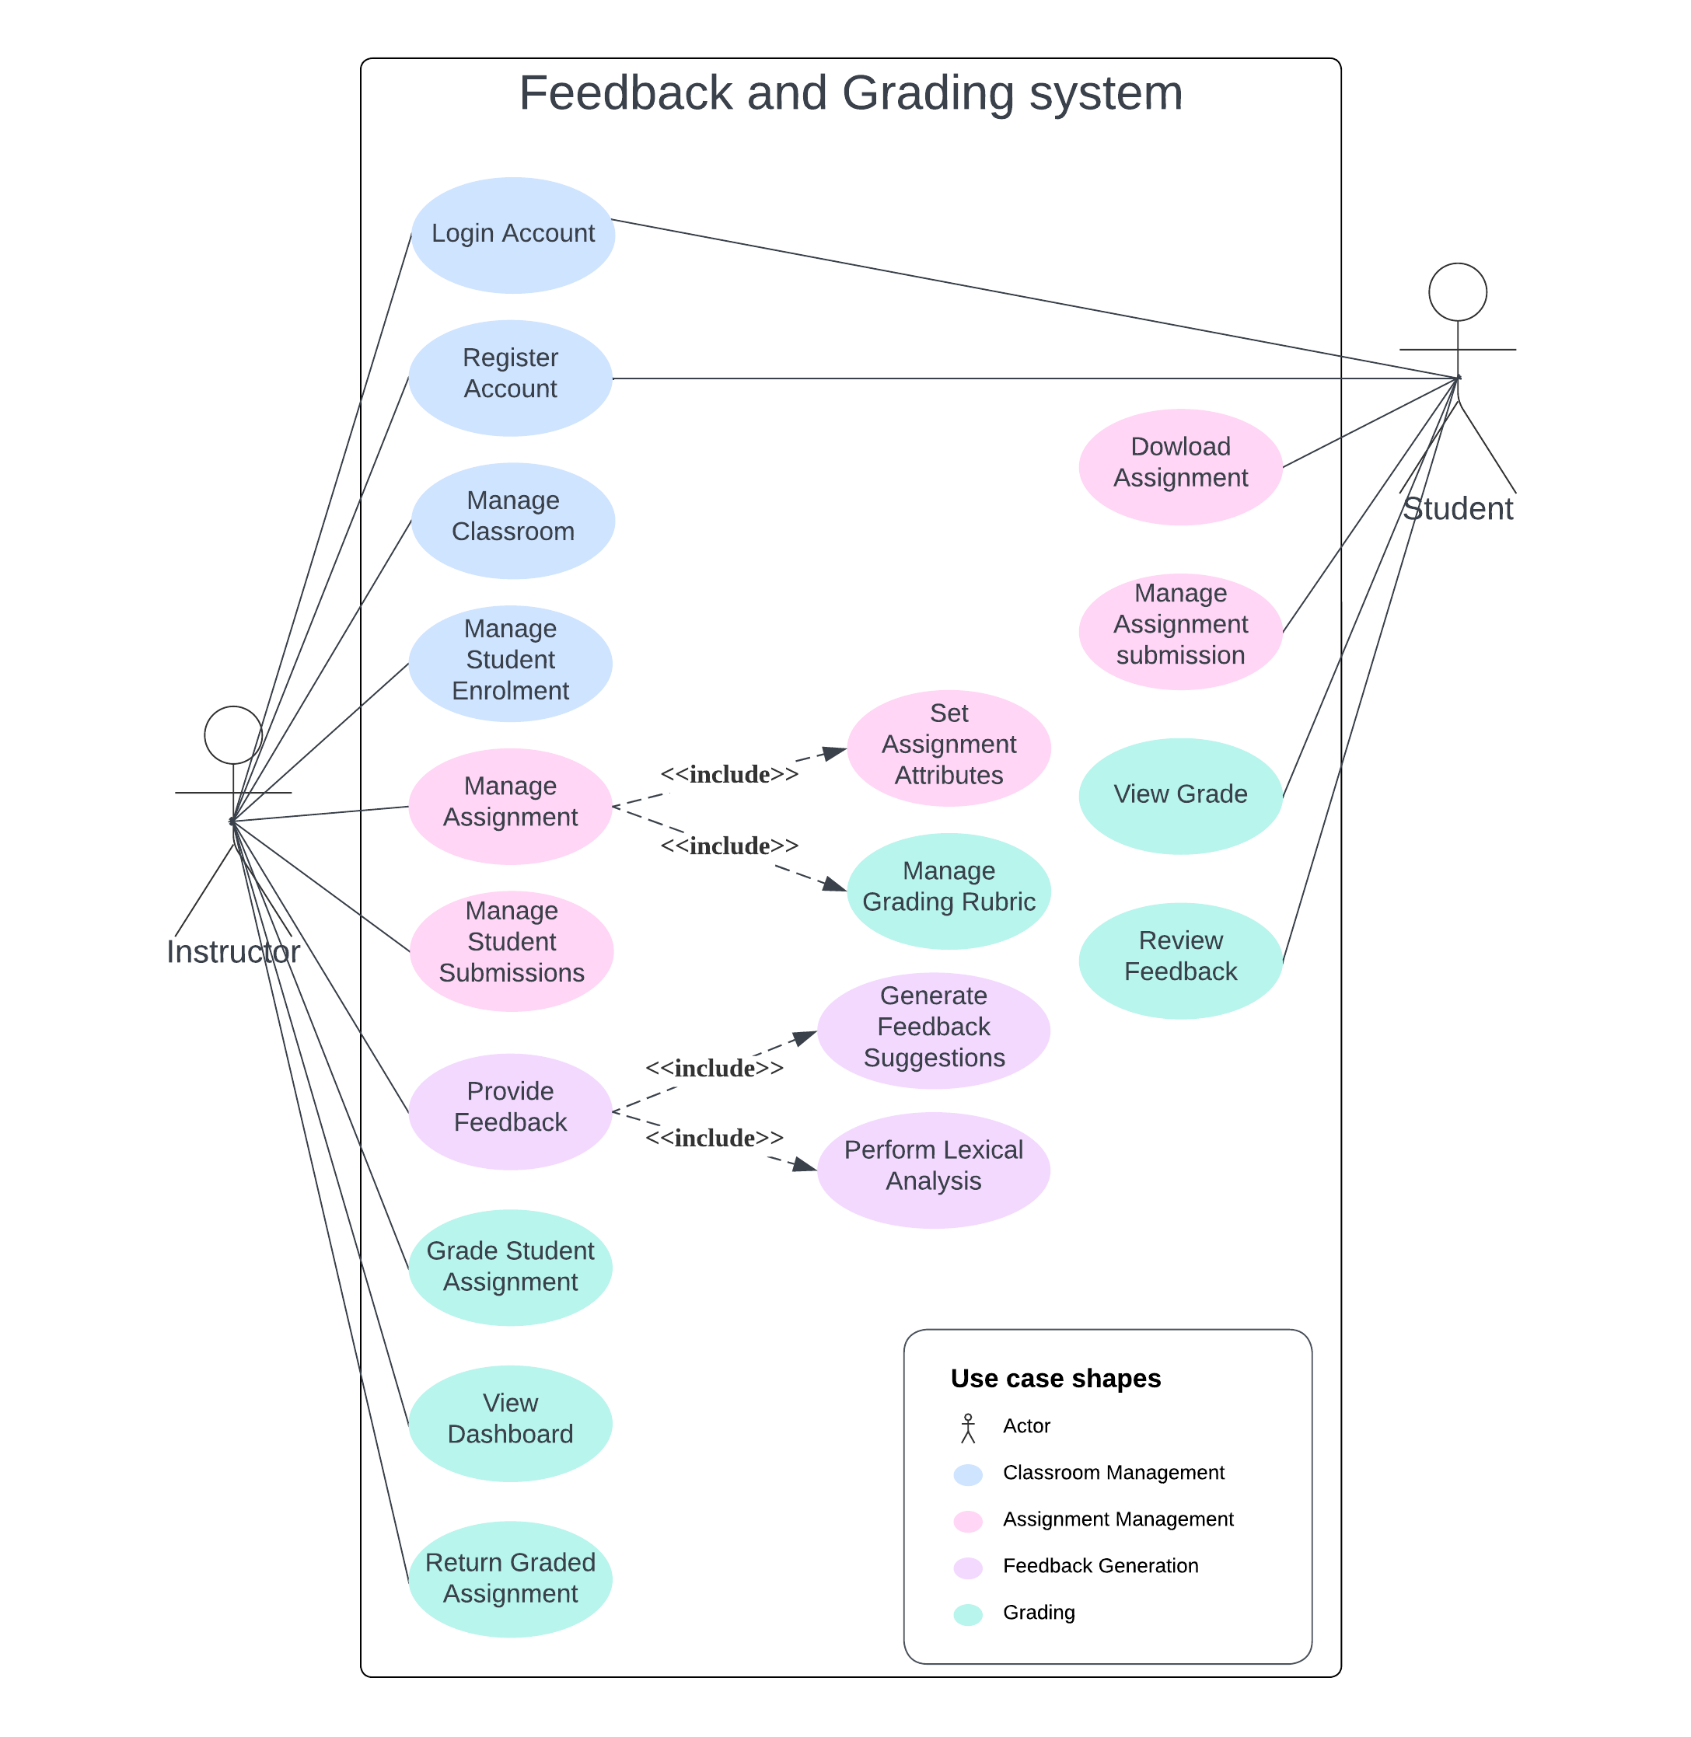 Feedback and Grading system
Login Account
Register
Account
Manage
Classroom
Manage
Student
Enrolment
Manage
Assignment
Manage
Student
Submissions
Provide
Feedback
Grade Student
Assignment
View
Dashboard
Return Graded
Assignment
Instructor
<<include>>
<<include>>
<<include>>
<<include>>
Set
Assignment
Attributes
Manage
Grading Rubric
Generate
Feedback
Suggestions
Perform Lexical
Analysis
Dowload
Assignment
Manage
Assignment
submission
View Grade
Review
Feedback
Student
Use case shapes
Actor
Classroom Management
Assignment Management
Feedback Generation
Grading